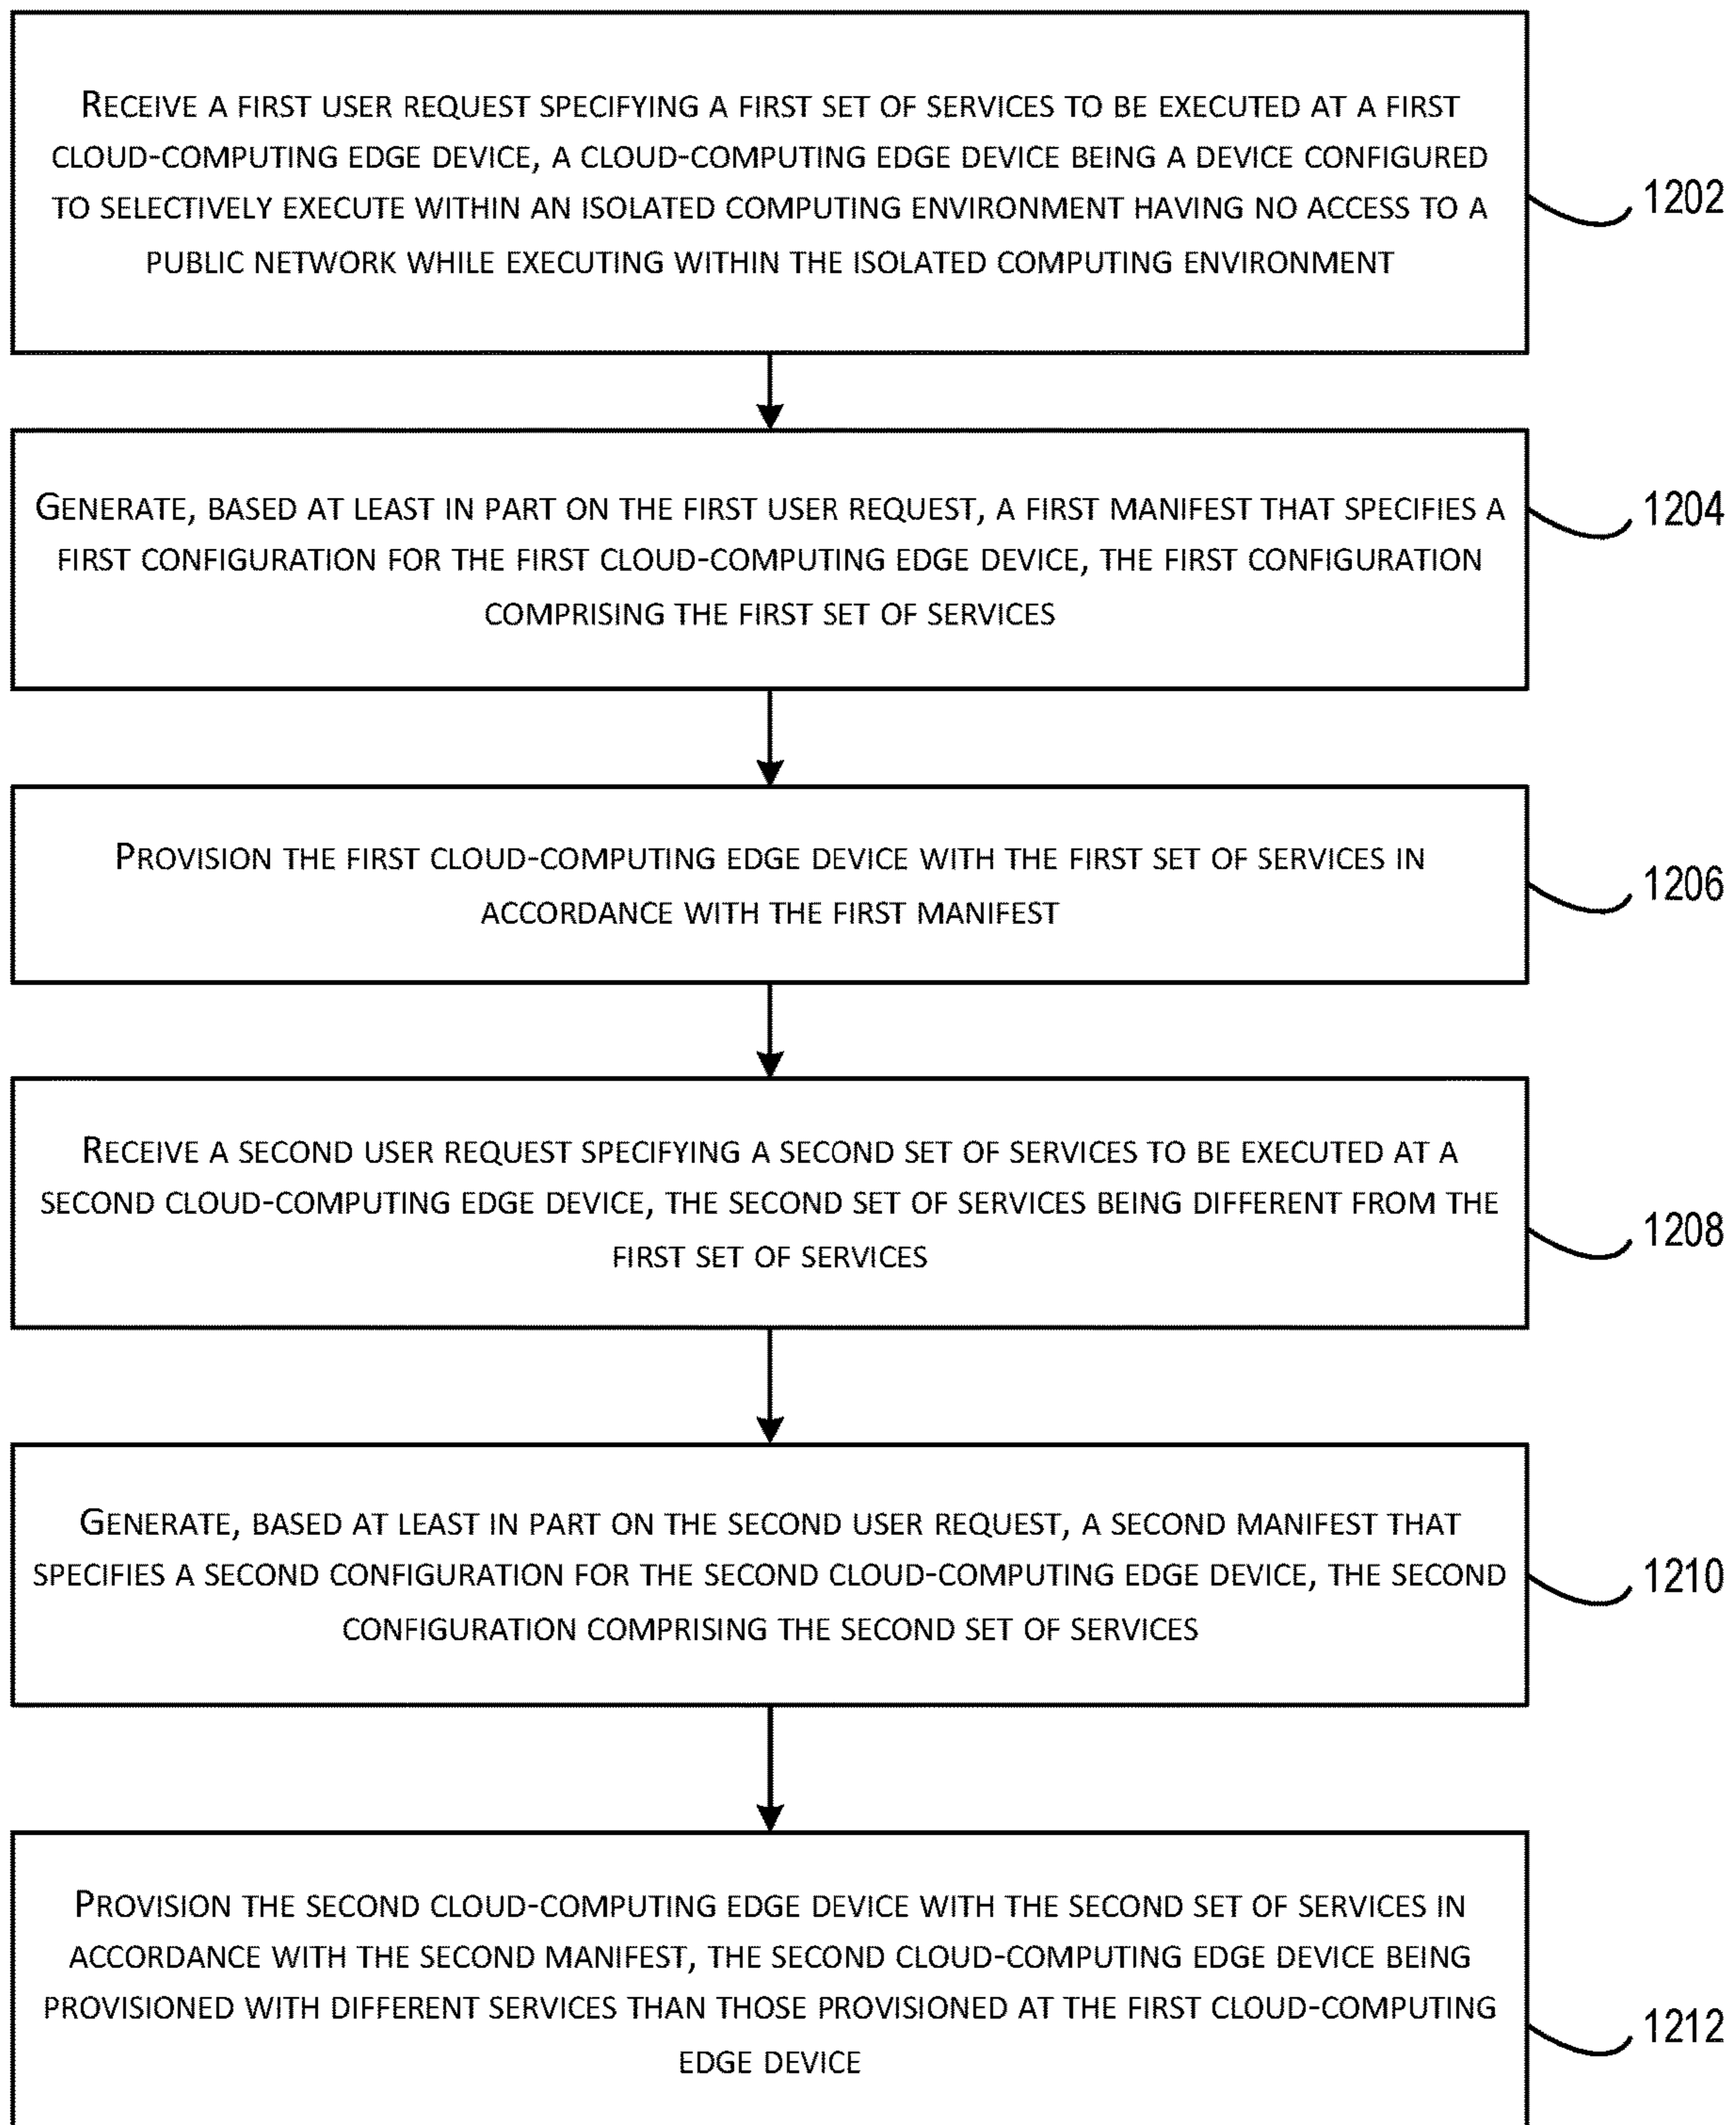 RECEIVE A FIRST USER REQUEST SPECIFYING A FIRST SET OF SERVICES TO BE EXECUTED AT A FIRST
CLOUD-COMPUTING EDGE DEVICE, A CLOUD-COMPUTING EDGE DEVICE BEING A DEVICE CONFIGURED
TO SELECTIVELY EXECUTE WITHIN AN ISOLATED COMPUTING ENVIRONMENT HAVING NO ACCESS TO A
PUBLIC NETWORK WHILE EXECUTING WITHIN THE ISOLATED COMPUTING ENVIRONMENT
1202
GENERATE, BASED AT LEAST IN PART ON THE FIRST USER REQUEST, A FIRST MANIFEST THAT SPECIFIES A
FIRST CONFIGURATION FOR THE FIRST CLOUD-COMPUTING EDGE DEVICE, THE FIRST CONFIGURATION
COMPRISING THE FIRST SET OF SERVICES
1204
PROVISION THE FIRST CLOUD-COMPUTING EDGE DEVICE WITH THE FIRST SET OF SERVICES IN
ACCORDANCE WITH THE FIRST MANIFEST
1206
RECEIVE A SECOND USER REQUEST SPECIFYING A SECOND SET OF SERVICES TO BE EXECUTED AT A
SECOND CLOUD-COMPUTING EDGE DEVICE, THE SECOND SET OF SERVICES BEING DIFFERENT FROM THE
FIRST SET OF SERVICES
1208
GENERATE, BASED AT LEAST IN PART ON THE SECOND USER REQUEST, A SECOND MANIFEST THAT
SPECIFIES A SECOND CONFIGURATION FOR THE SECOND CLOUD-COMPUTING EDGE DEVICE, THE SECOND
CONFIGURATION COMPRISING THE SECOND SET OF SERVICES
1210
PROVISION THE SECOND CLOUD-COMPUTING EDGE DEVICE WITH THE SECOND SET OF SERVICES IN
ACCORDANCE WITH THE SECOND MANIFEST, THE SECOND CLOUD-COMPUTING EDGE DEVICE BEING
PROVISIONED WITH DIFFERENT SERVICES THAN THOSE PROVISIONED AT THE FIRST CLOUD-COMPUTING
EDGE DEVICE
1212